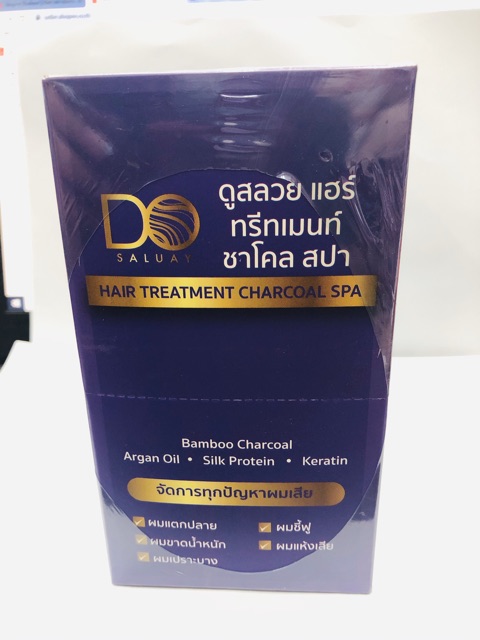 DO
SALUAY
ดูสลวย แฮร์
ทรีทเมนท์
ชาโคล สปา
HAIR TREATMENT CHARCOAL SPA
Bamboo Charcoal
Argan Oil • Silk Protein • Keratin
จัดการทุกปัญหาผมเสีย
ผมแตกปลาย
ผมชี้ฟู
ผมขาดน้ำหนัก
ผมแห้งเสีย
ผมเปราะบาง